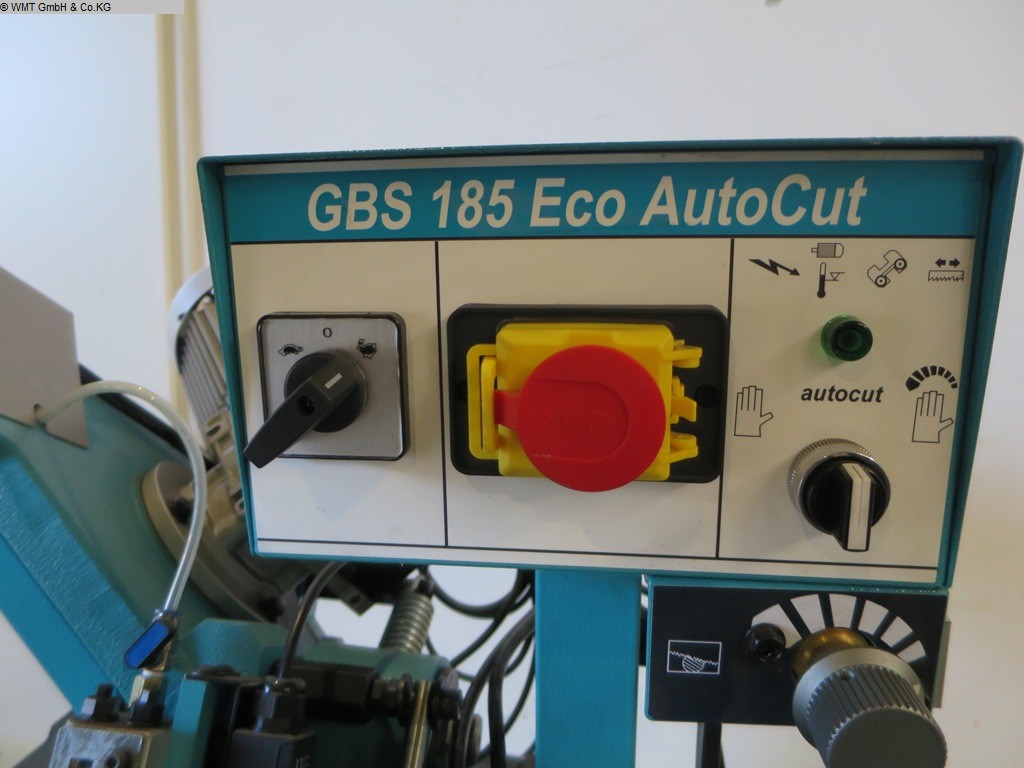 © WMT GmbH & Co.KG
GBS 185 Eco AutoCut
0
autocut